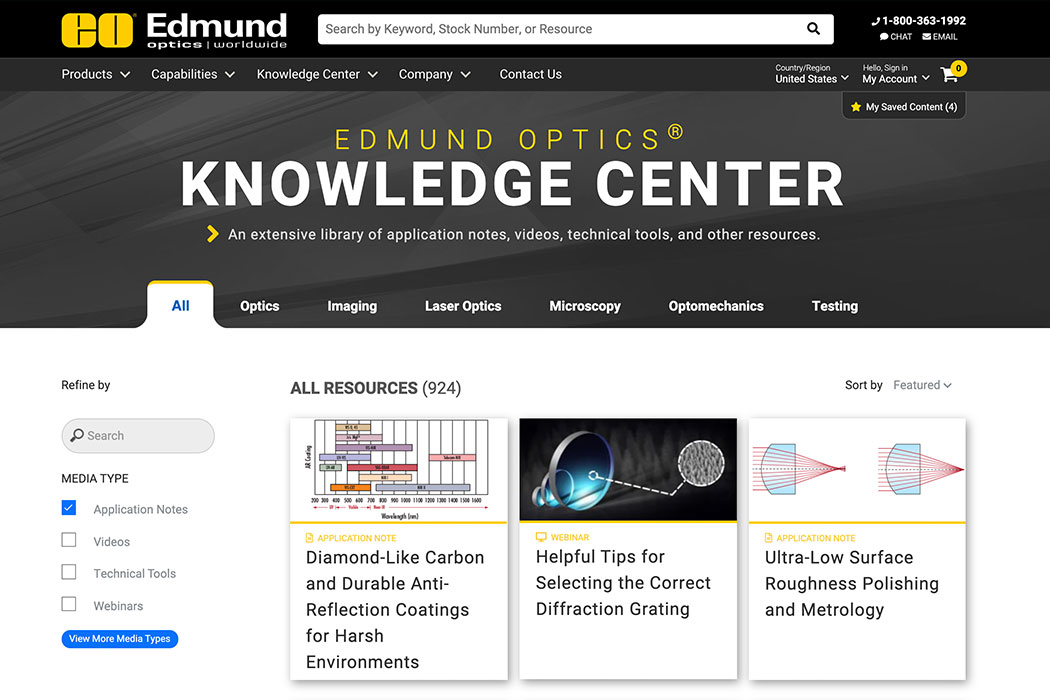 EO Edmund
optics | worldwide
Search by Keyword, Stock Number, or Resource
1-800-363-1992
CHAT EMAIL
Products Capabilities Knowledge Center Company Contact Us
Country/Region
United States
Hello, Sign in
My Account
0
My Saved Content (4)
EDMUND OPTICS®
KNOWLEDGE CENTER
An extensive library of application notes, videos, technical tools, and other resources.
All Optics Imaging Laser Optics Microscopy Optomechanics Testing
Refine by
Search
MEDIA TYPE
Application Notes
Videos
Technical Tools
Webinars
View More Media Types
ALL RESOURCES (924)
Sort by Featured
AR Coating
200 300 400 500 600 700 800 900 1000 1100 1200 1300 1400 1500 1600
UV Visible Near-IR
Wavelength (nm)
APPLICATION NOTE
Diamond-Like Carbon
and Durable Anti-
Reflection Coatings
for Harsh
Environments
WEBINAR
Helpful Tips for
Selecting the Correct
Diffraction Grating
APPLICATION NOTE
Ultra-Low Surface
Roughness Polishing
and Metrology